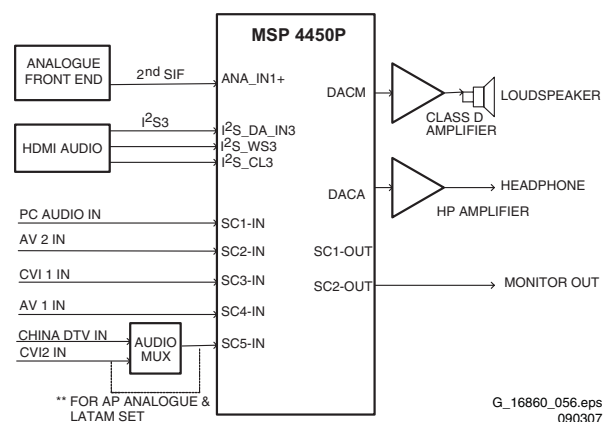 MSP 4450P
ANALOGUE
FRONT END
2nd SIF
ANA_IN1+
DACM
LOUDSPEAKER
CLASS D
AMPLIFIER
HDMI AUDIO
I2S3
I2S_DA_IN3
I2S_WS3
I2S_CL3
DACA
HEADPHONE
HP AMPLIFIER
PC AUDIO IN
SC1-IN
AV 2 IN
SC2-IN
SC1-OUT
CVI 1 IN
SC3-IN
SC2-OUT
MONITOR OUT
AV 1 IN
SC4-IN
CHINA DTV IN
CVI2 IN
AUDIO
MUX
SC5-IN
** FOR AP ANALOGUE &
LATAM SET
G_16860_056.eps
090307